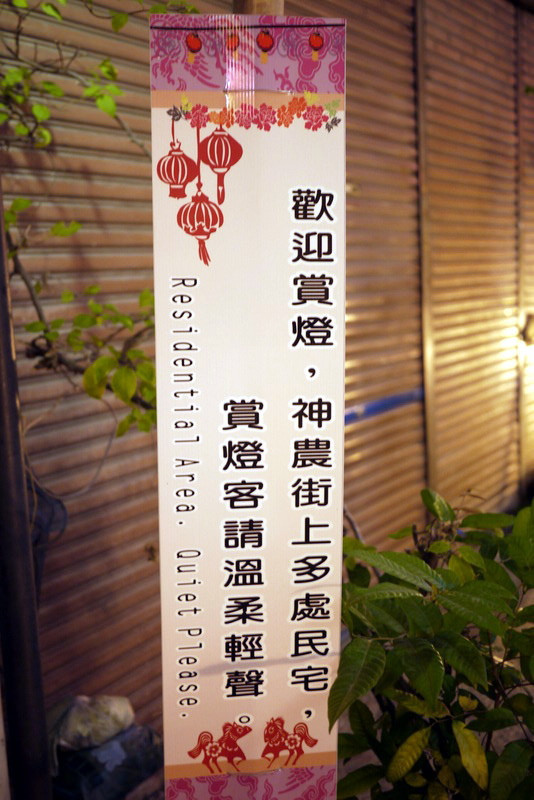 歡迎賞燈，神農街上多處民宅，
賞燈客請溫柔輕聲。
Residential Area. Quiet Please.